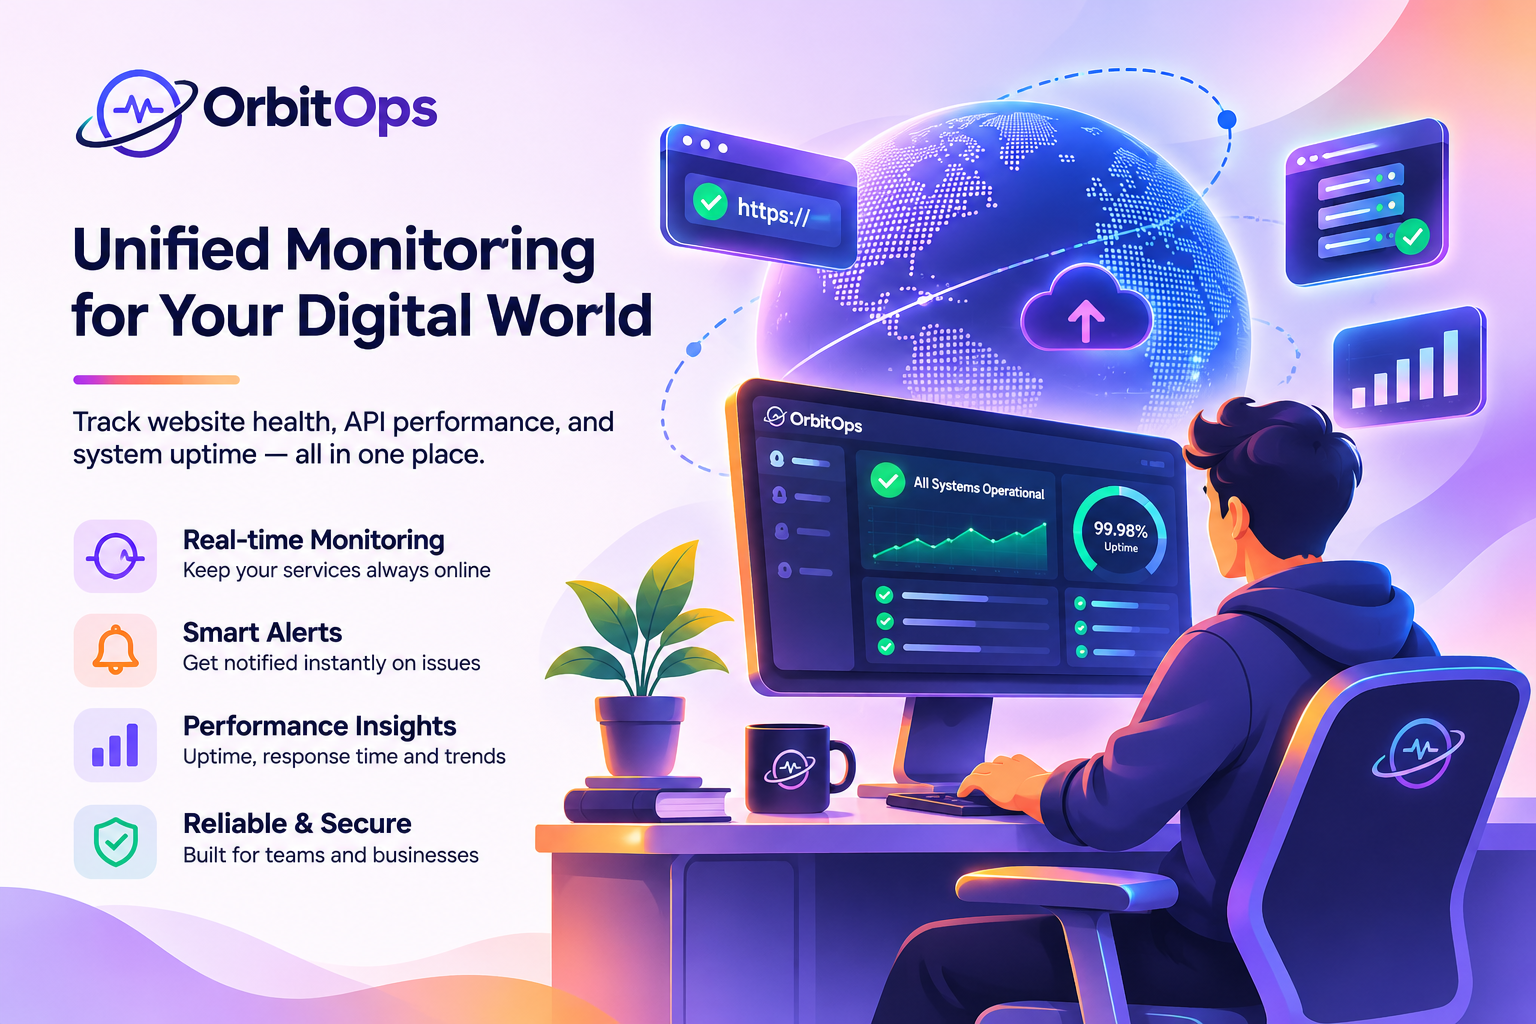 OrbitOps
Unified Monitoring
for Your Digital World
Track website health, API performance, and
system uptime — all in one place.
Real-time Monitoring
Keep your services always online
Smart Alerts
Get notified instantly on issues
Performance Insights
Uptime, response time and trends
Reliable & Secure
Built for teams and businesses
https://
OrbitOps
All Systems Operational
99.98%
Uptime